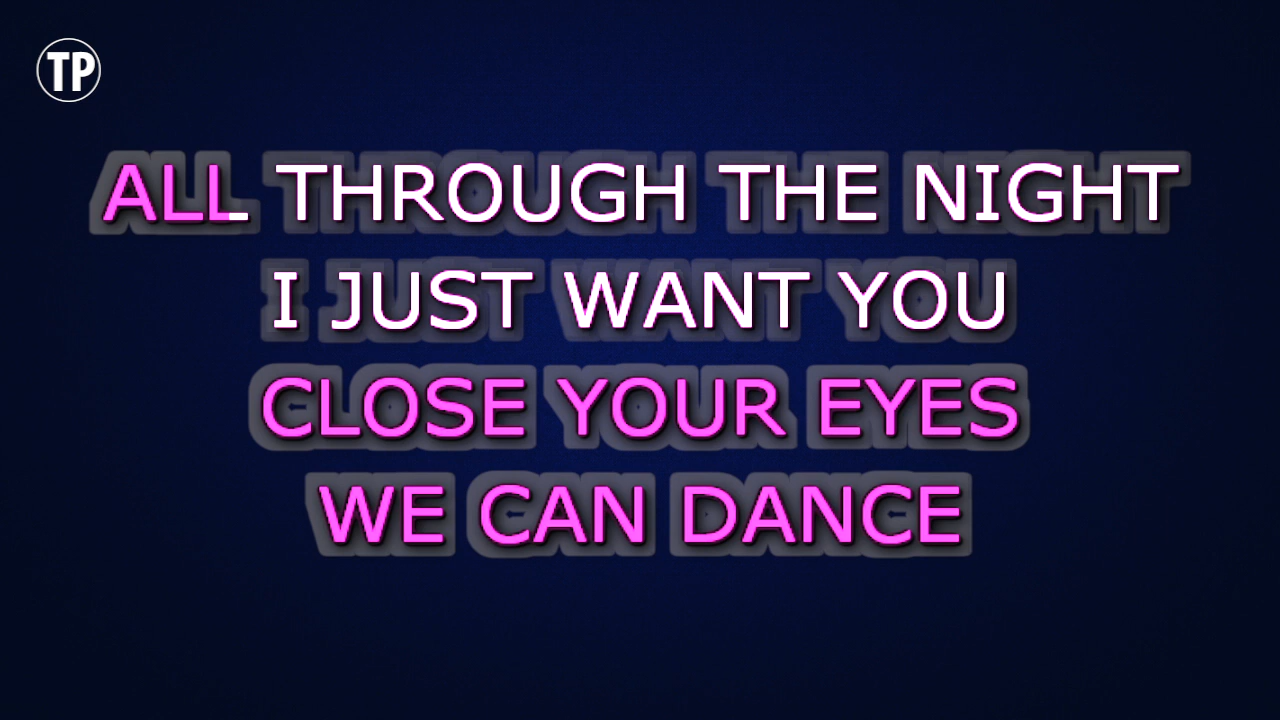 TP
ALL THROUGH THE NIGHT
I JUST WANT YOU
CLOSE YOUR EYES
WE CAN DANCE